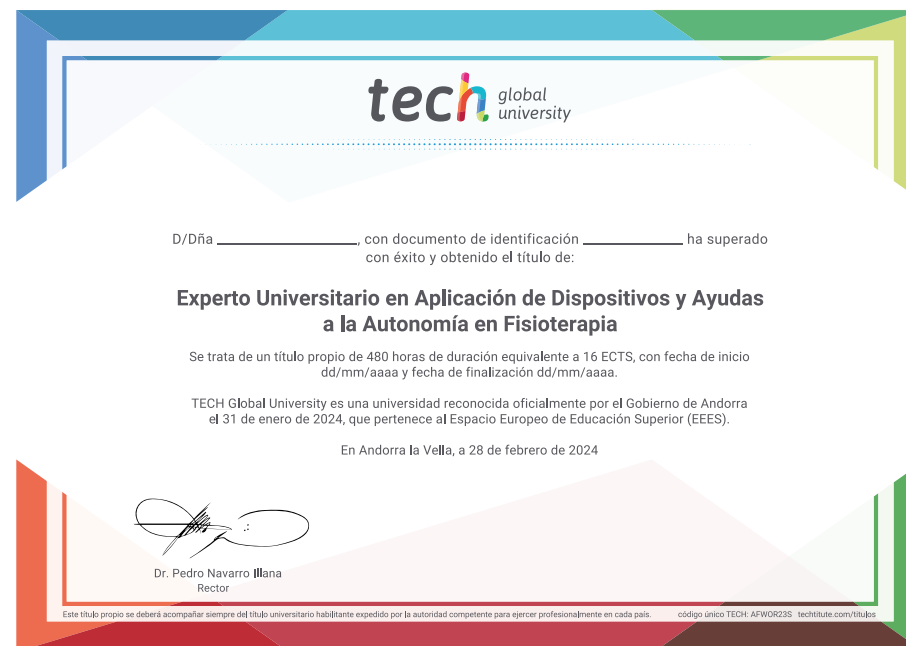 tech global university
D/Dña ____________________, con documento de identificación ______________ ha superado
con éxito y obtenido el título de:
Experto Universitario en Aplicación de Dispositivos y Ayudas
a la Autonomía en Fisioterapia
Se trata de un título propio de 480 horas de duración equivalente a 16 ECTS, con fecha de inicio
dd/mm/aaaa y fecha de finalización dd/mm/aaaa.
TECH Global University es una universidad reconocida oficialmente por el Gobierno de Andorra
el 31 de enero de 2024, que pertenece al Espacio Europeo de Educación Superior (EEES).
En Andorra la Vella, a 28 de febrero de 2024
Dr. Pedro Navarro Illana
Rector
Este título propio se deberá acompañar siempre del título universitario habilitante expedido por la autoridad competente para ejercer profesionalmente en cada país. código único TECH: AFWOR23S techtitute.com/titulos